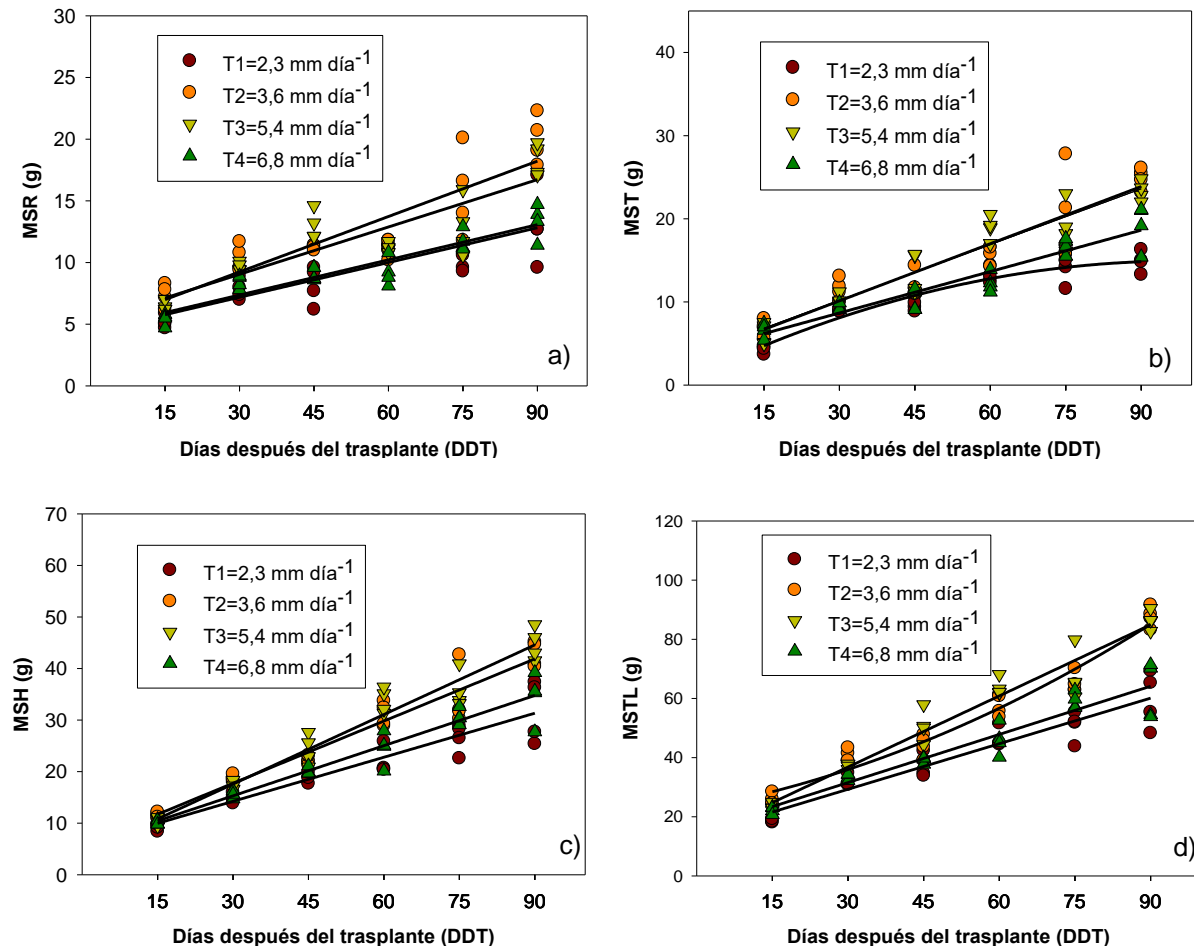 30
25
20
15
10
5
0
MSR (g)
T1=2,3 mm día-1
T2=3,6 mm día-1
T3=5,4 mm día-1
T4=6,8 mm día-1
a)
15 30 45 60 75 90
Días después del trasplante (DDT)
40
30
20
10
0
MST (g)
T1=2,3 mm día-1
T2=3,6 mm día-1
T3=5,4 mm día-1
T4=6,8 mm día-1
b)
15 30 45 60 75 90
Días después del trasplante (DDT)
70
60
50
40
30
20
10
0
MSH (g)
T1=2,3 mm día-1
T2=3,6 mm día-1
T3=5,4 mm día-1
T4=6,8 mm día-1
c)
15 30 45 60 75 90
Días después del trasplante (DDT)
120
100
80
60
40
20
0
MSTL (g)
T1=2,3 mm día-1
T2=3,6 mm día-1
T3=5,4 mm día-1
T4=6,8 mm día-1
d)
15 30 45 60 75 90
Días después del trasplante (DDT)